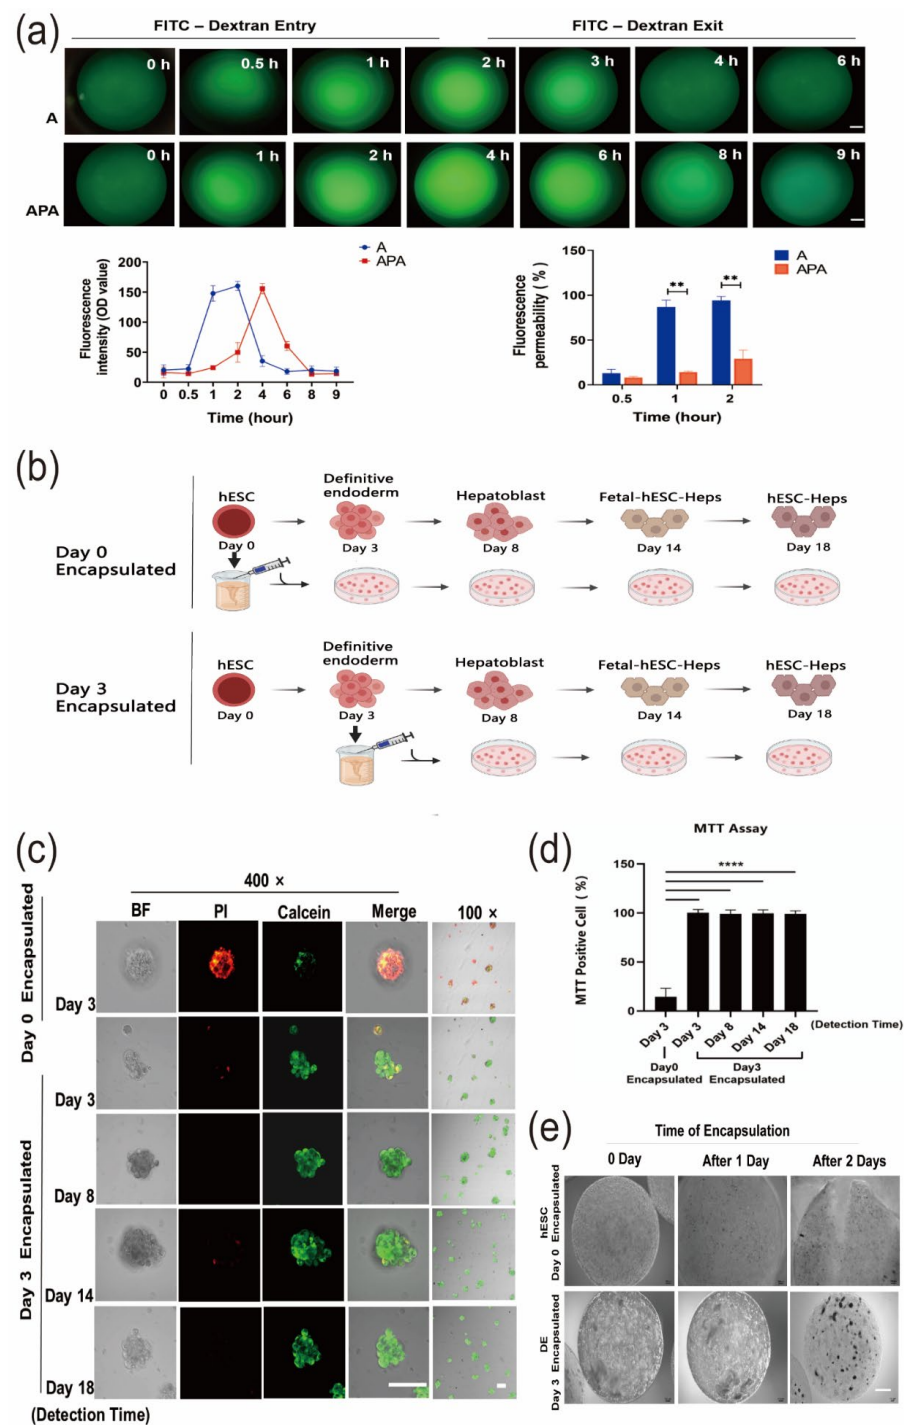 (a)
FITC – Dextran Entry
FITC – Dextran Exit
0 h
0.5 h
1 h
2 h
3 h
4 h
6 h
A
0 h
1 h
2 h
4 h
6 h
8 h
9 h
APA
A
APA
Fluorescence
intensity (OD value)
200
150
100
50
0
0 0.5 1 2 4 6 8 9
Time (hour)
A
APA
Fluorescence
permeability ( % )
150
100
50
0
**
**
0.5 1 2
Time (hour)
(b)
Day 0
Encapsulated
hESC
Day 0
Definitive
endoderm
Day 3
Hepatoblast
Day 8
Fetal-hESC-Heps
Day 14
hESC-Heps
Day 18
Day 3
Encapsulated
hESC
Day 0
Definitive
endoderm
Day 3
Hepatoblast
Day 8
Fetal-hESC-Heps
Day 14
hESC-Heps
Day 18
(c)
400 ×
BF
PI
Calcein
Merge
100 ×
Day 0 Encapsulated
Day 3
Day 3 Encapsulated
Day 3
Day 8
Day 14
Day 18
(Detection Time)
(d)
MTT Assay
MTT Positive Cell ( % )
150
100
50
0
****
Day 3
Day 3
Day 8
Day 14
Day 18
(Detection Time)
Day0
Encapsulated
Day3
Encapsulated
(e)
Time of Encapsulation
0 Day
After 1 Day
After 2 Days
hESC
Day 0 Encapsulated
DE
Day 3 Encapsulated